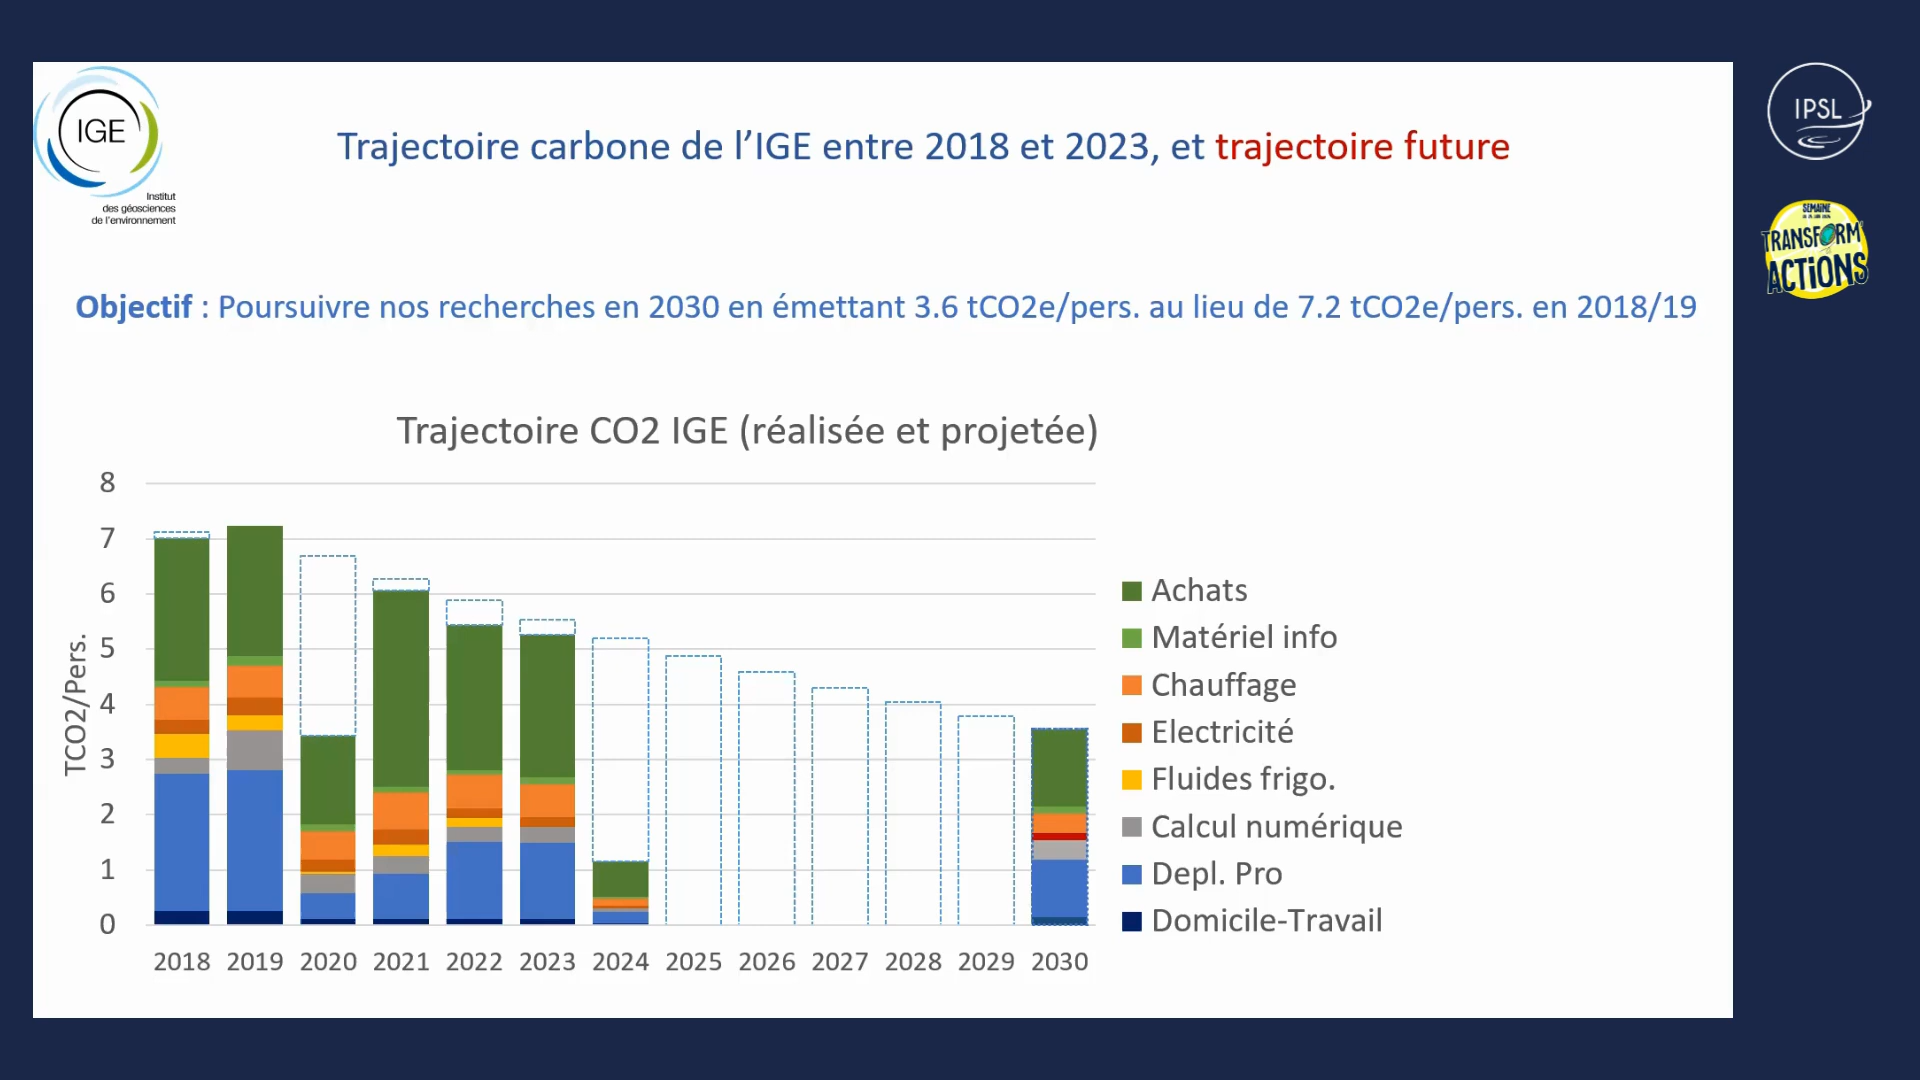 IGE
Institut
des géosciences
de l'environnement
Trajectoire carbone de l'IGE entre 2018 et 2023, et trajectoire future
IPSL
SEMAINE
TRANSFORM'
ACTiONS
Objectif : Poursuivre nos recherches en 2030 en émettant 3.6 tCO2e/pers. au lieu de 7.2 tCO2e/pers. en 2018/19
Trajectoire CO2 IGE (réalisée et projetée)
TCO2/Pers.
8
7
6
5
4
3
2
1
0
2018 2019 2020 2021 2022 2023 2024 2025 2026 2027 2028 2029 2030
Achats
Matériel info
Chauffage
Electricité
Fluides frigo.
Calcul numérique
Depl. Pro
Domicile-Travail